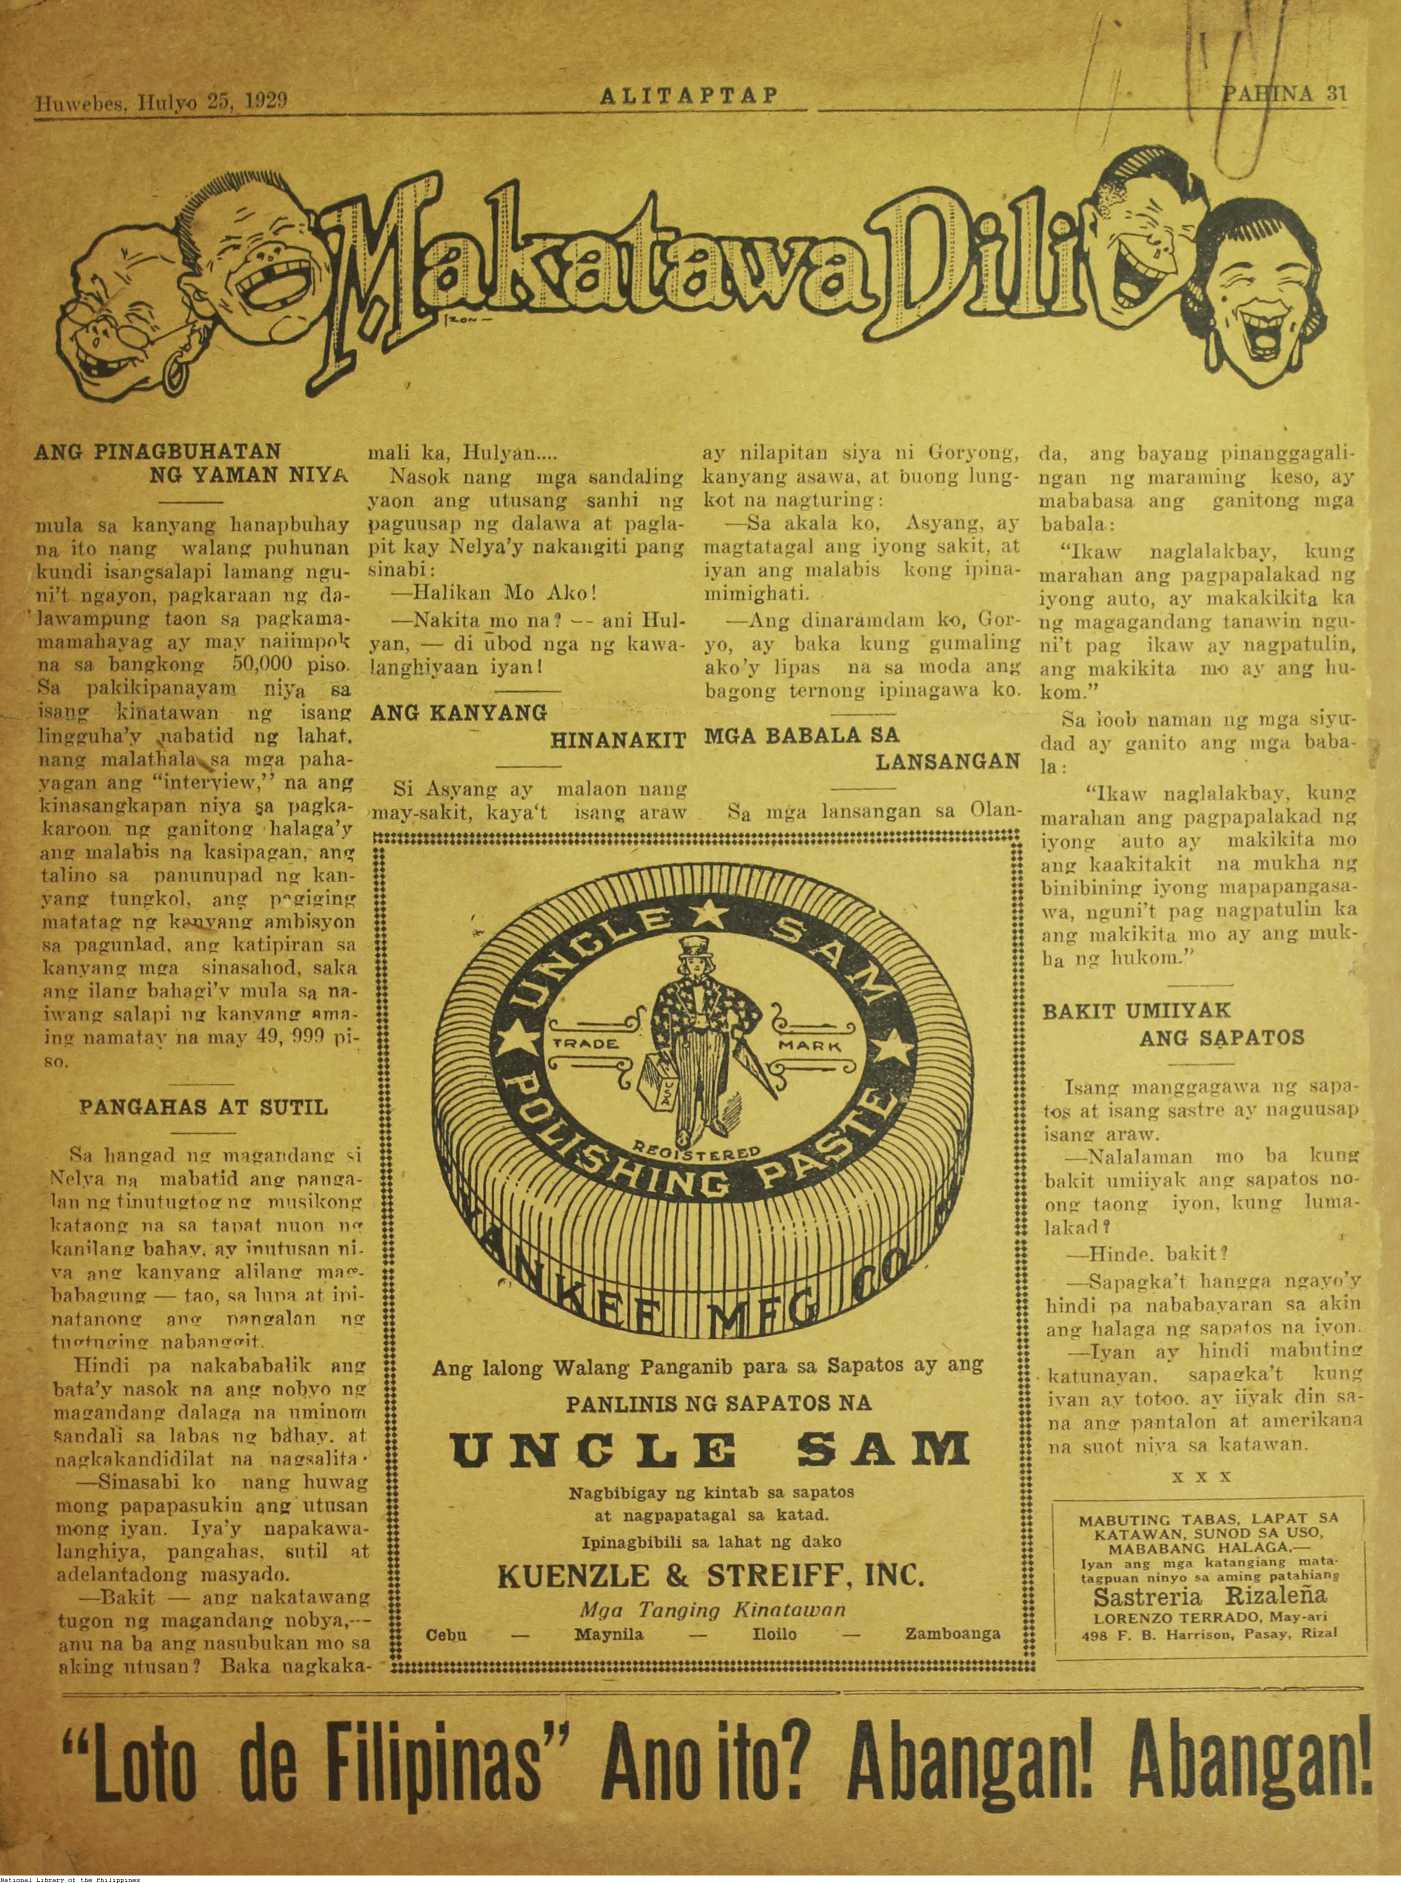 Huwebes, Hulyo 25, 1929
ALITAPTAP
PAHINA 31
Makatawa Dili
IZON
ANG PINAGBUHATAN
NG YAMAN NIYA
mula sa kanyang hanapbuhay
na ito nang walang puhunan
kundi isangsalapi lamang ngu-
ni't ngayon, pagkaraan ng da-
lawampung taon sa pagkama-
mamahayag ay may naiimpok
na sa bangkong 50,000 piso.
Sa pakikipanayam niya sa
isang kinatawan ng isang
lingguha'y nabatid ng lahat,
nang malathala sa mga paha-
yagan ang "interview," na ang
kinasangkapan niya sa pagka-
karoon ng ganitong halaga'y
ang malabis na kasipagan, ang
talino sa panunupad ng kan-
yang tungkol, ang pagiging
matatag ng kanyang ambisyon
sa pagunlad, ang katipiran sa
kanyang mga sinasahod, saka
ang ilang bahagi'y mula sa na-
iwang salapi ng kanyang ama-
ing namatay na may 49, 999 pi-
so.
PANGAHAS AT SUTIL
Sa hangad ng magandang si
Nelya na mabatid ang panga-
lan ng tinutugtog ng musikong
kataong na sa tapat nuon ng
kanilang bahay, ay inutusan ni-
ya ang kanyang alilang mag-
babagung — tao, sa lupa at ipi-
natanong ang pangalan ng
tugtuging nabanggit.
Hindi pa nakababalik ang
bata'y nasok na ang nobyo ng
magandang dalaga na uminom
sandali sa labas ng bahay, at
nagkakandidilat na nagsalita:
—Sinasabi ko nang huwag
mong papapasukin ang utusan
mong iyan. Iya'y napakawa-
langhiya, pangahas, sutil at
adelantadong masyado.
—Bakit — ang nakatawang
tugon ng magandang nobya,—
anu na ba ang nasubukan mo sa
aking utusan? Baka nagkaka-
mali ka, Hulyan....
Nasok nang mga sandaling
yaon ang utusang sanhi ng
paguusap ng dalawa at pagla-
pit kay Nelya'y nakangiti pang
sinabi:
—Halikan Mo Ako!
—Nakita mo na? -- ani Hul-
yan, — di ubod nga ng kawa-
langhiyaan iyan!
ANG KANYANG
HINANAKIT
Si Asyang ay malaon nang
may-sakit, kaya't isang araw
ay nilapitan siya ni Goryong,
kanyang asawa, at buong lung-
kot na nagturing:
—Sa akala ko, Asyang, ay
magtatagal ang iyong sakit, at
iyan ang malabis kong ipina-
mimighati.
—Ang dinaramdam ko, Gor-
yo, ay baka kung gumaling
ako'y lipas na sa moda ang
bagong ternong ipinagawa ko.
MGA BABALA SA
LANSANGAN
Sa mga lansangan sa Olan-
da, ang bayang pinanggagali-
ngan ng maraming keso, ay
mababasa ang ganitong mga
babala:
"Ikaw naglalakbay, kung
marahan ang pagpapalakad ng
iyong auto, ay makakikita ka
ng magagandang tanawin ngu-
ni't pag ikaw ay nagpatulin,
ang makikita mo ay ang hu-
kom."
Sa loob naman ng mga siyu-
dad ay ganito ang mga baba-
la:
"Ikaw naglalakbay, kung
marahan ang pagpapalakad ng
iyong auto ay makikita mo
ang kaakitakit na mukha ng
binibining iyong mapapangasa-
wa, nguni't pag nagpatulin ka
ang makikita mo ay ang muk-
ha ng hukom."
BAKIT UMIIYAK
ANG SAPATOS
Isang manggagawa ng sapa-
tos at isang sastre ay naguusap
isang araw.
—Nalalaman mo ba kung
bakit umiiyak ang sapatos no-
ong taong iyon, kung luma-
lakad?
—Hinde. bakit?
—Sapagka't hangga ngayo'y
hindi pa nababayaran sa akin
ang halaga ng sapatos na iyon.
—Iyan ay hindi mabuting
katunayan, sapagka't kung
iyan ay totoo, ay iiyak din sa-
na ang pantalon at amerikana
na suot niya sa katawan.
x x x
UNCLE SAM
TRADE MARK
USA
REGISTERED
POLISHING PASTE
YANKEE MFG CO
Ang lalong Walang Panganib para sa Sapatos ay ang
PANLINIS NG SAPATOS NA
UNCLE SAM
Nagbibigay ng kintab sa sapatos
at nagpapatagal sa katad.
Ipinagbibili sa lahat ng dako
KUENZLE & STREIFF, INC.
Mga Tanging Kinatawan
Cebu — Maynila — Iloilo — Zamboanga
MABUTING TABAS, LAPAT SA
KATAWAN, SUNOD SA USO,
MABABANG HALAGA,—
Iyan ang mga katangiang mata-
tagpuan ninyo sa aming patahiang
Sastreria Rizaleña
LORENZO TERRADO, May-ari
498 F. B. Harrison, Pasay, Rizal
"Loto de Filipinas" Ano ito? Abangan! Abangan!
National Library of the Philippines